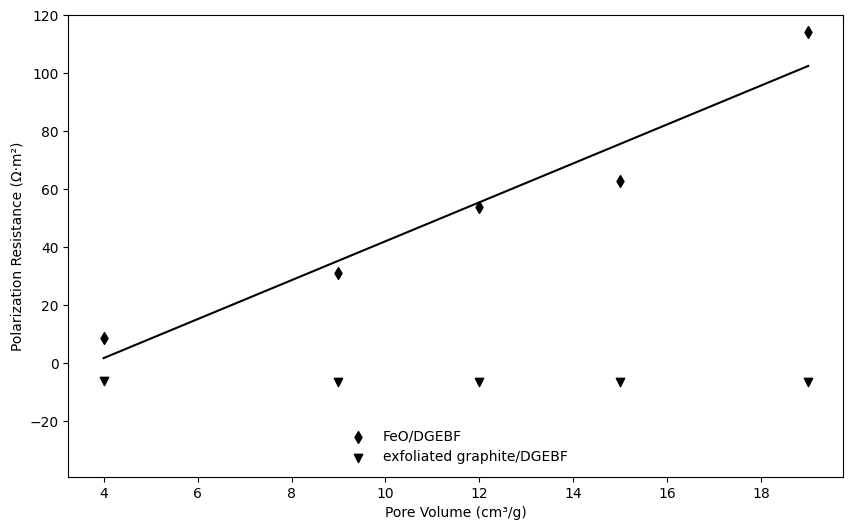 120
100
80
60
40
20
0
−20
Polarization Resistance (Ω·m²)
FeO/DGEBF
exfoliated graphite/DGEBF
4 6 8 10 12 14 16 18
Pore Volume (cm³/g)